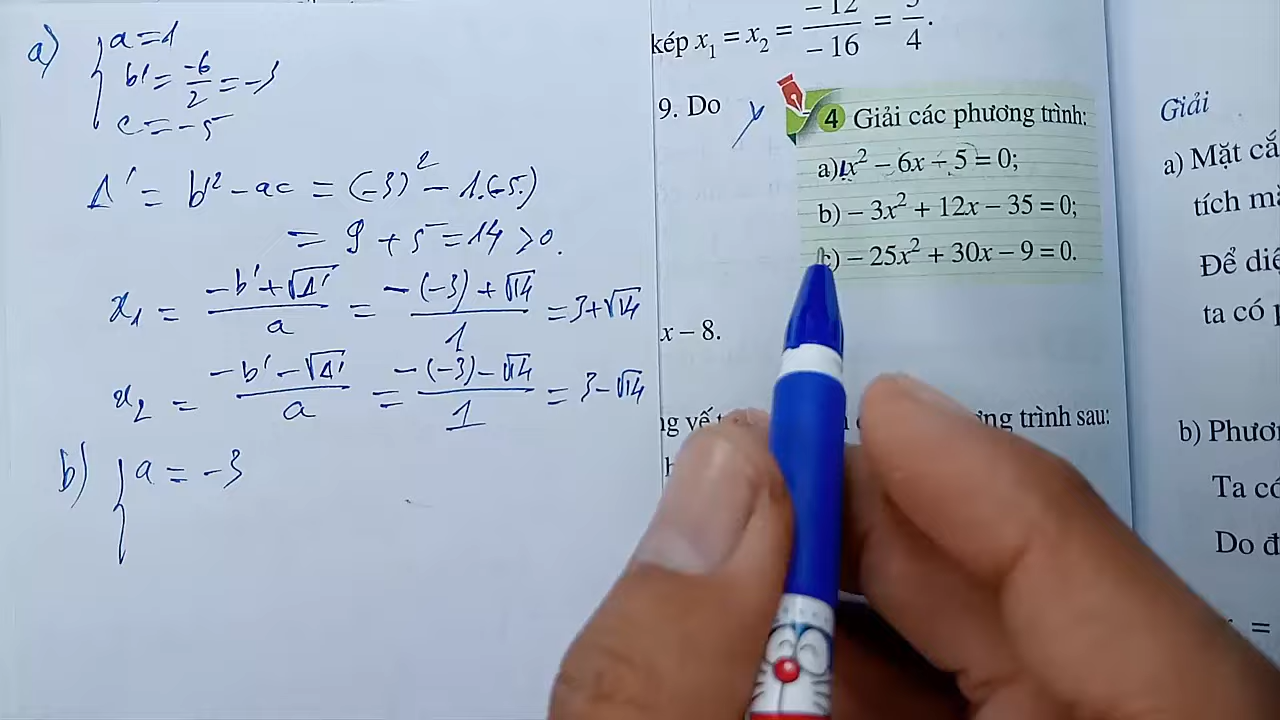 a) a = 1
b' = -6/2 = -3
c = -5
Δ' = b'² - ac = (-3)² - 1.(-5)
= 9 + 5 = 14 > 0.
x₁ = (-b' + √Δ')/a = (-(-3) + √14)/1 = 3 + √14
x₂ = (-b' - √Δ')/a = (-(-3) - √14)/1 = 3 - √14
b) a = -3
kép x₁ = x₂ = -12/-16 = 3/4.
9. Do
4 Giải các phương trình:
a) 1x² - 6x - 5 = 0;
b) - 3x² + 12x - 35 = 0;
c) - 25x² + 30x - 9 = 0.
x - 8.
ng trình sau:
Giải
a) Mặt cắ
tích
Để diệ
ta có
b) Phươ
Ta có
Do đ
=